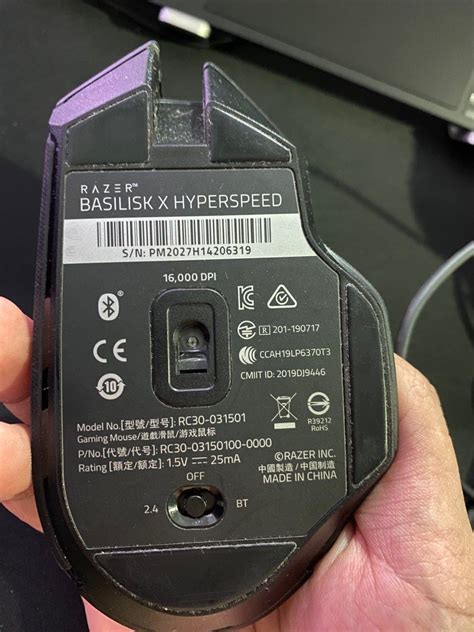 RAZER™
BASILISK X HYPERSPEED
S/N: PM2027H14206319
16,000 DPI
R 201-190717
CCAH19LP6370T3
CMIIT ID: 2019DJ9446
10
Model No.[型號/型号]: RC30-031501
Gaming Mouse/遊戲滑鼠/游戏鼠标
P/No.[代號/代号]: RC30-03150100-0000
Rating [額定/额定]: 1.5V ⎓ 25mA
R39212
RoHS
©RAZER INC.
中國製造 / 中国制造
MADE IN CHINA
OFF
2.4 BT